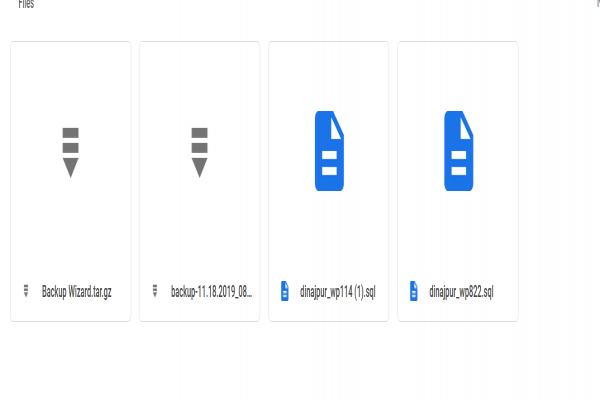 Files
Backup Wizard.tar.gz
backup-11.18.2019_08...
dinajpur_wp114 (1).sql
dinajpur_wp822.sql